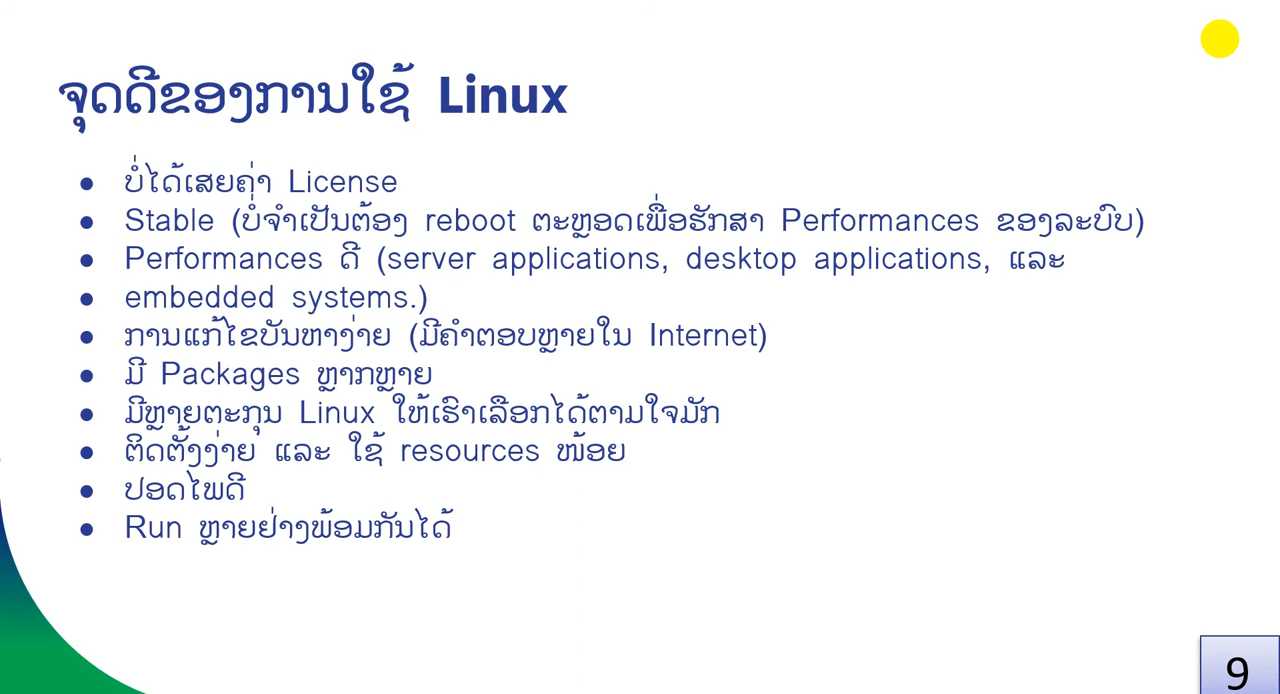 ຈຸດດີຂອງການໃຊ້ Linux
● ບໍ່ໄດ້ເສຍຄ່າ License
● Stable (ບໍ່ຈຳເປັນຕ້ອງ reboot ຕະຫຼອດເພື່ອຮັກສາ Performances ຂອງລະບົບ)
● Performances ດີ (server applications, desktop applications, ແລະ
● embedded systems.)
● ການແກ້ໄຂບັນຫາງ່າຍ (ມີຄຳຕອບຫຼາຍໃນ Internet)
● ມີ Packages ຫຼາກຫຼາຍ
● ມີຫຼາຍຕະກຸນ Linux ໃຫ້ເຮົາເລືອກໄດ້ຕາມໃຈມັກ
● ຕິດຕັ້ງງ່າຍ ແລະ ໃຊ້ resources ໜ້ອຍ
● ປອດໄພດີ
● Run ຫຼາຍຢ່າງພ້ອມກັນໄດ້
9